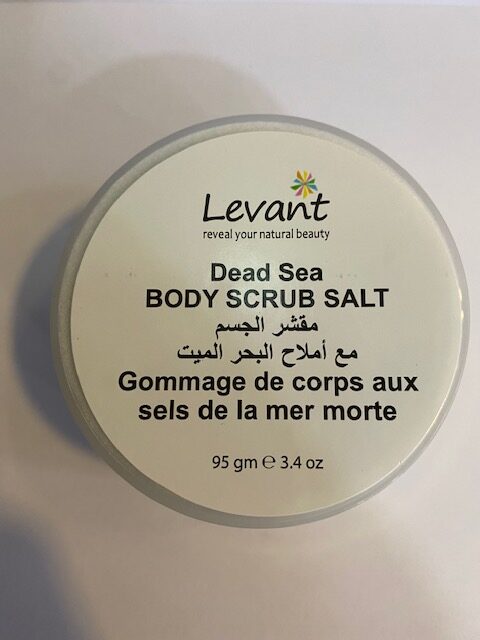 Levant
reveal your natural beauty
Dead Sea
BODY SCRUB SALT
مقشر الجسم
مع أملاح البحر الميت
Gommage de corps aux
sels de la mer morte
95 gm ℮ 3.4 oz